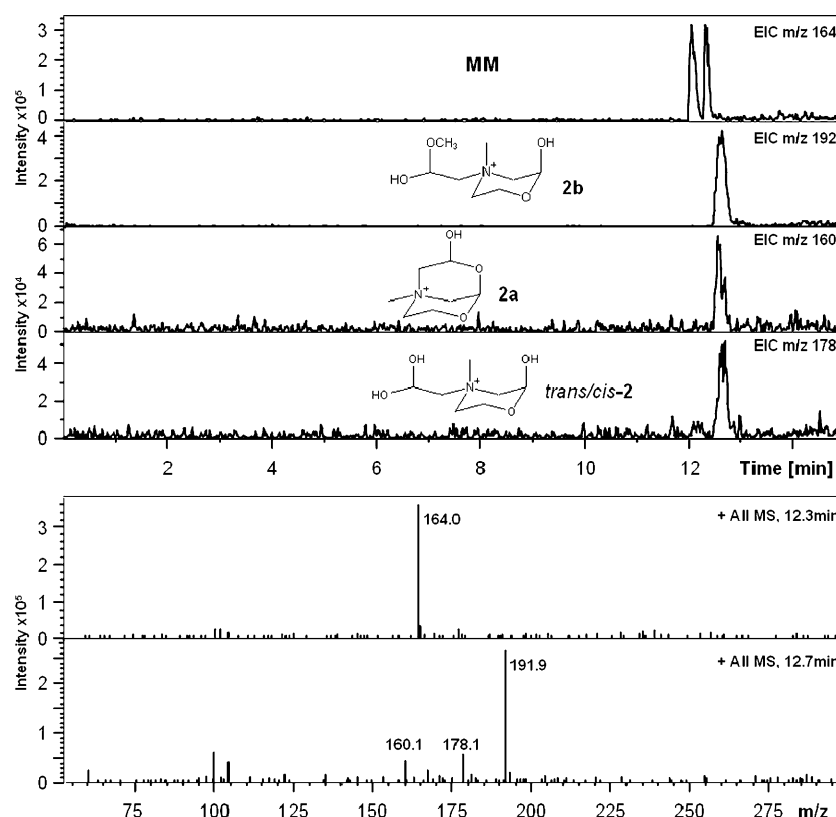 EIC m/z 164
MM
3
2
1
0
Intensity x10⁵
EIC m/z 192
OCH₃
OH
HO
N⁺
O
2b
4
2
0
EIC m/z 160
OH
O
N⁺
O
2a
6
4
2
0
Intensity x10⁴
EIC m/z 178
OH
OH
HO
N⁺
O
trans/cis-2
4
2
0
2 4 6 8 10 12 Time [min]
+ All MS, 12.3min
164.0
3
2
1
0
Intensity x10⁵
+ All MS, 12.7min
191.9
160.1 178.1
2
1
0
75 100 125 150 175 200 225 250 275 m/z